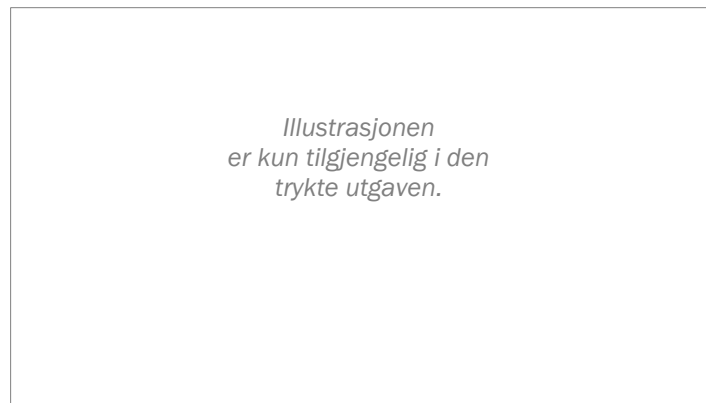 Illustrasjonen
er kun tilgjengelig i den
trykte utgaven.